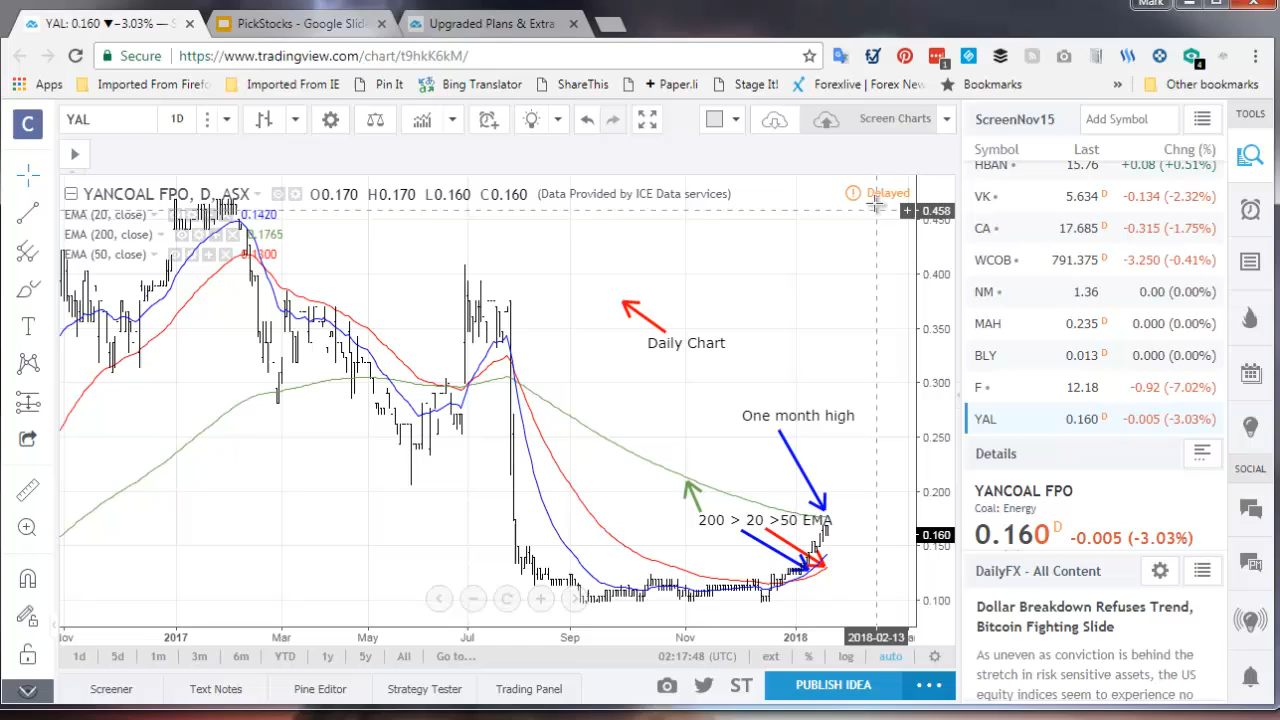 Mark
YAL: 0.160 ▼−3.03% —
PickStocks - Google Slid
Upgraded Plans & Extra
Secure
https://www.tradingview.com/chart/t9hkK6kM/
Apps
Imported From Firefo
Imported From IE
Pin It
Bing Translator
ShareThis
+ Paper.li
Stage It!
Forexlive | Forex New
Bookmarks
»
Other bookmarks
YAL
1D
Screen Charts
ScreenNov15
Add Symbol
TOOLS
Symbol
Last
Chng (%)
HBAN
15.76
+0.08 (+0.51%)
VK
5.634 D
-0.134 (-2.32%)
CA
17.685 D
-0.315 (-1.75%)
WCOB
791.375 D
-3.250 (-0.41%)
NM
1.36
0.00 (0.00%)
MAH
0.235 D
0.000 (0.00%)
BLY
0.013 D
0.000 (0.00%)
F
12.18
-0.92 (-7.02%)
YAL
0.160 D
-0.005 (-3.03%)
YANCOAL FPO, D, ASX
O0.170 H0.170 L0.160 C0.160
(Data Provided by ICE Data services)
Delayed
EMA (20, close)
0.1420
EMA (200, close)
0.1765
EMA (50, close)
0.1300
0.458
0.400
0.350
0.300
0.250
0.200
0.160
0.150
0.100
Daily Chart
One month high
200 > 20 >50 EMA
2017
Mar
May
Jul
Sep
Nov
2018
2018-02-13
1d
5d
1m
3m
6m
YTD
1y
5y
All
Go to...
02:17:48 (UTC)
ext
%
log
auto
Screener
Text Notes
Pine Editor
Strategy Tester
Trading Panel
ST
PUBLISH IDEA
Details
YANCOAL FPO
Coal: Energy
0.160 D
-0.005 (-3.03%)
SOCIAL
DailyFX - All Content
Dollar Breakdown Refuses Trend,
Bitcoin Fighting Slide
As uneven as conviction is behind the
stretch in risk sensitive assets, the US
equity indices seem to experience no